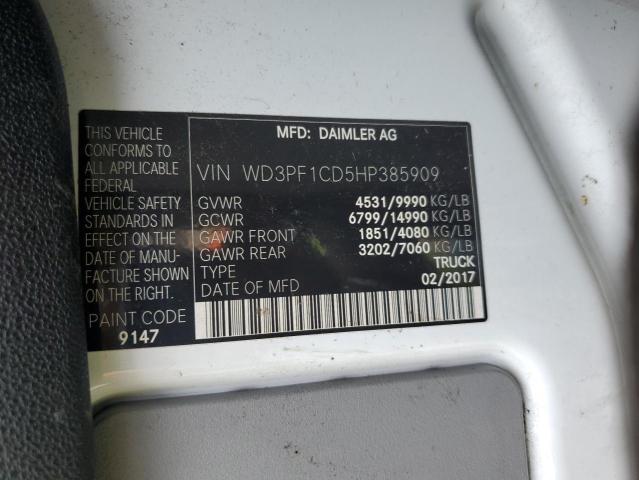 MFD: DAIMLER AG
THIS VEHICLE
CONFORMS TO
ALL APPLICABLE
FEDERAL
VEHICLE SAFETY
STANDARDS IN
EFFECT ON THE
DATE OF MANU-
FACTURE SHOWN
ON THE RIGHT.
PAINT CODE
9147
VIN WD3PF1CD5HP385909
GVWR 4531/9990 KG/LB
GCWR 6799/14990 KG/LB
GAWR FRONT 1851/4080 KG/LB
GAWR REAR 3202/7060 KG/LB
TYPE TRUCK
DATE OF MFD 02/2017